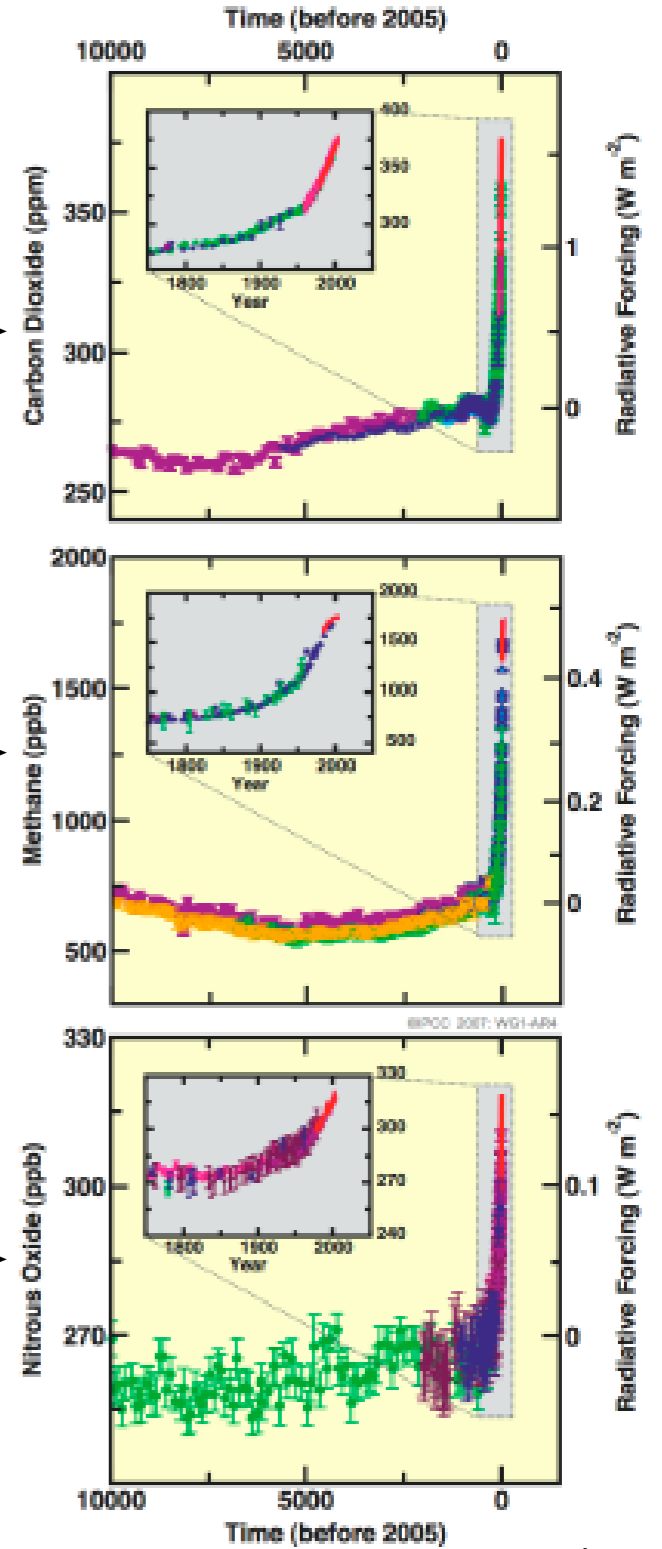 Time (before 2005)
10000 5000 0
400
350
300
1800 1900 2000
Year
350
300
250
Carbon Dioxide (ppm)
1
0
Radiative Forcing (W m-2)
2000
1500
1000
500
1800 1900 2000
Year
2000
1500
1000
500
Methane (ppb)
0.4
0.2
0
Radiative Forcing (W m-2)
©IPCC 2007: WG1-AR4
330
300
270
240
1800 1900 2000
Year
330
300
270
Nitrous Oxide (ppb)
0.1
0
Radiative Forcing (W m-2)
10000 5000 0
Time (before 2005)